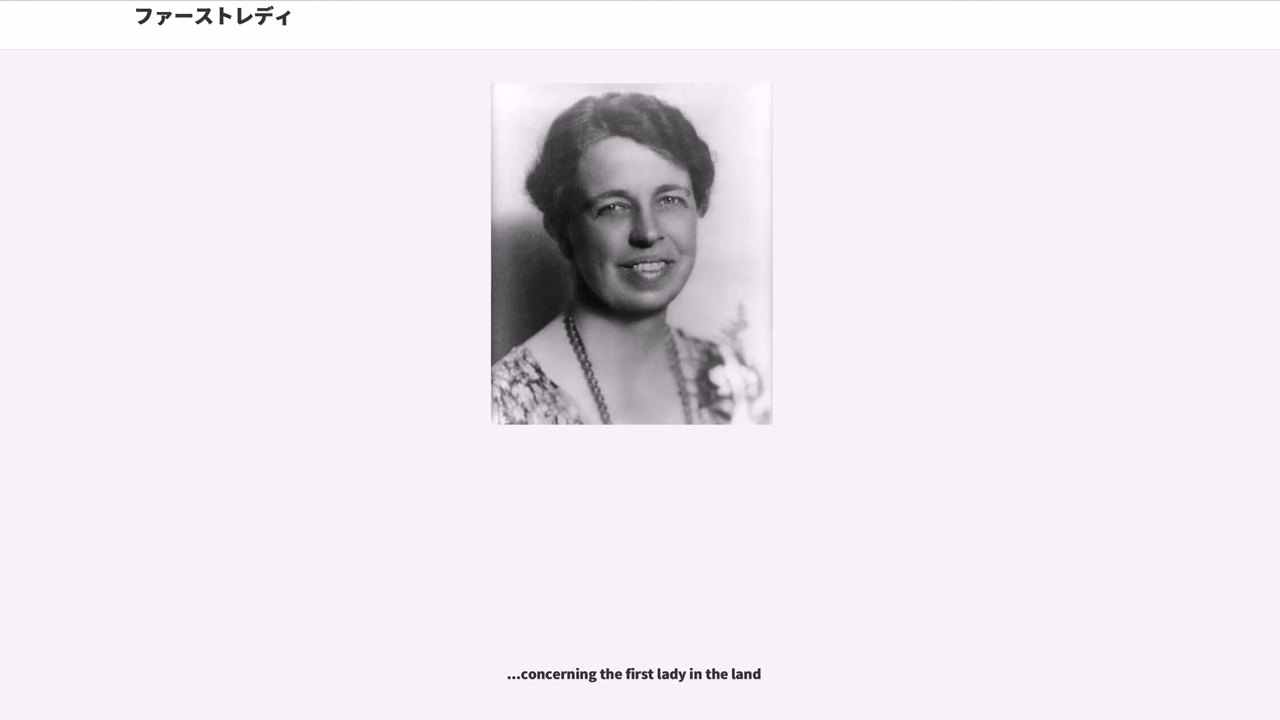 ファーストレディ
...concerning the first lady in the land